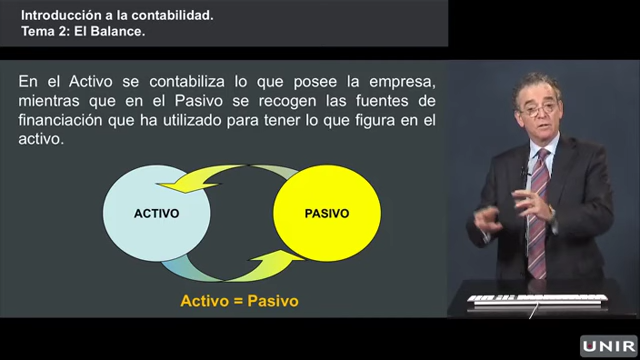 Introducción a la contabilidad.
Tema 2: El Balance.
En el Activo se contabiliza lo que posee la empresa,
mientras que en el Pasivo se recogen las fuentes de
financiación que ha utilizado para tener lo que figura en el
activo.
ACTIVO
PASIVO
Activo = Pasivo
UNIR